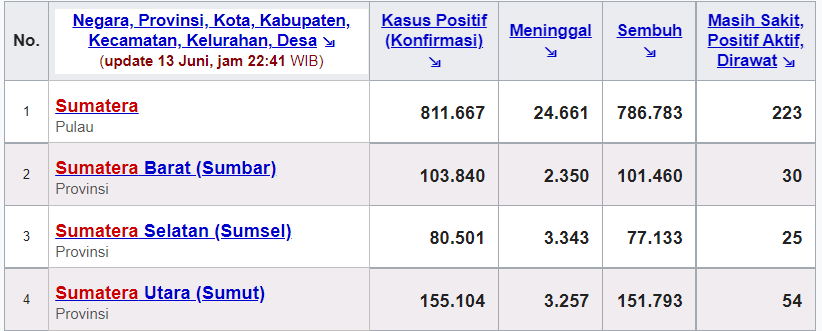 No.
Negara, Provinsi, Kota, Kabupaten,
Kecamatan, Kelurahan, Desa ⇲
(update 13 Juni, jam 22:41 WIB)
Kasus Positif
(Konfirmasi)
⇲
Meninggal
⇲
Sembuh
⇲
Masih Sakit,
Positif Aktif,
Dirawat ⇲
1
Sumatera
Pulau
811.667
24.661
786.783
223
2
Sumatera Barat (Sumbar)
Provinsi
103.840
2.350
101.460
30
3
Sumatera Selatan (Sumsel)
Provinsi
80.501
3.343
77.133
25
4
Sumatera Utara (Sumut)
Provinsi
155.104
3.257
151.793
54